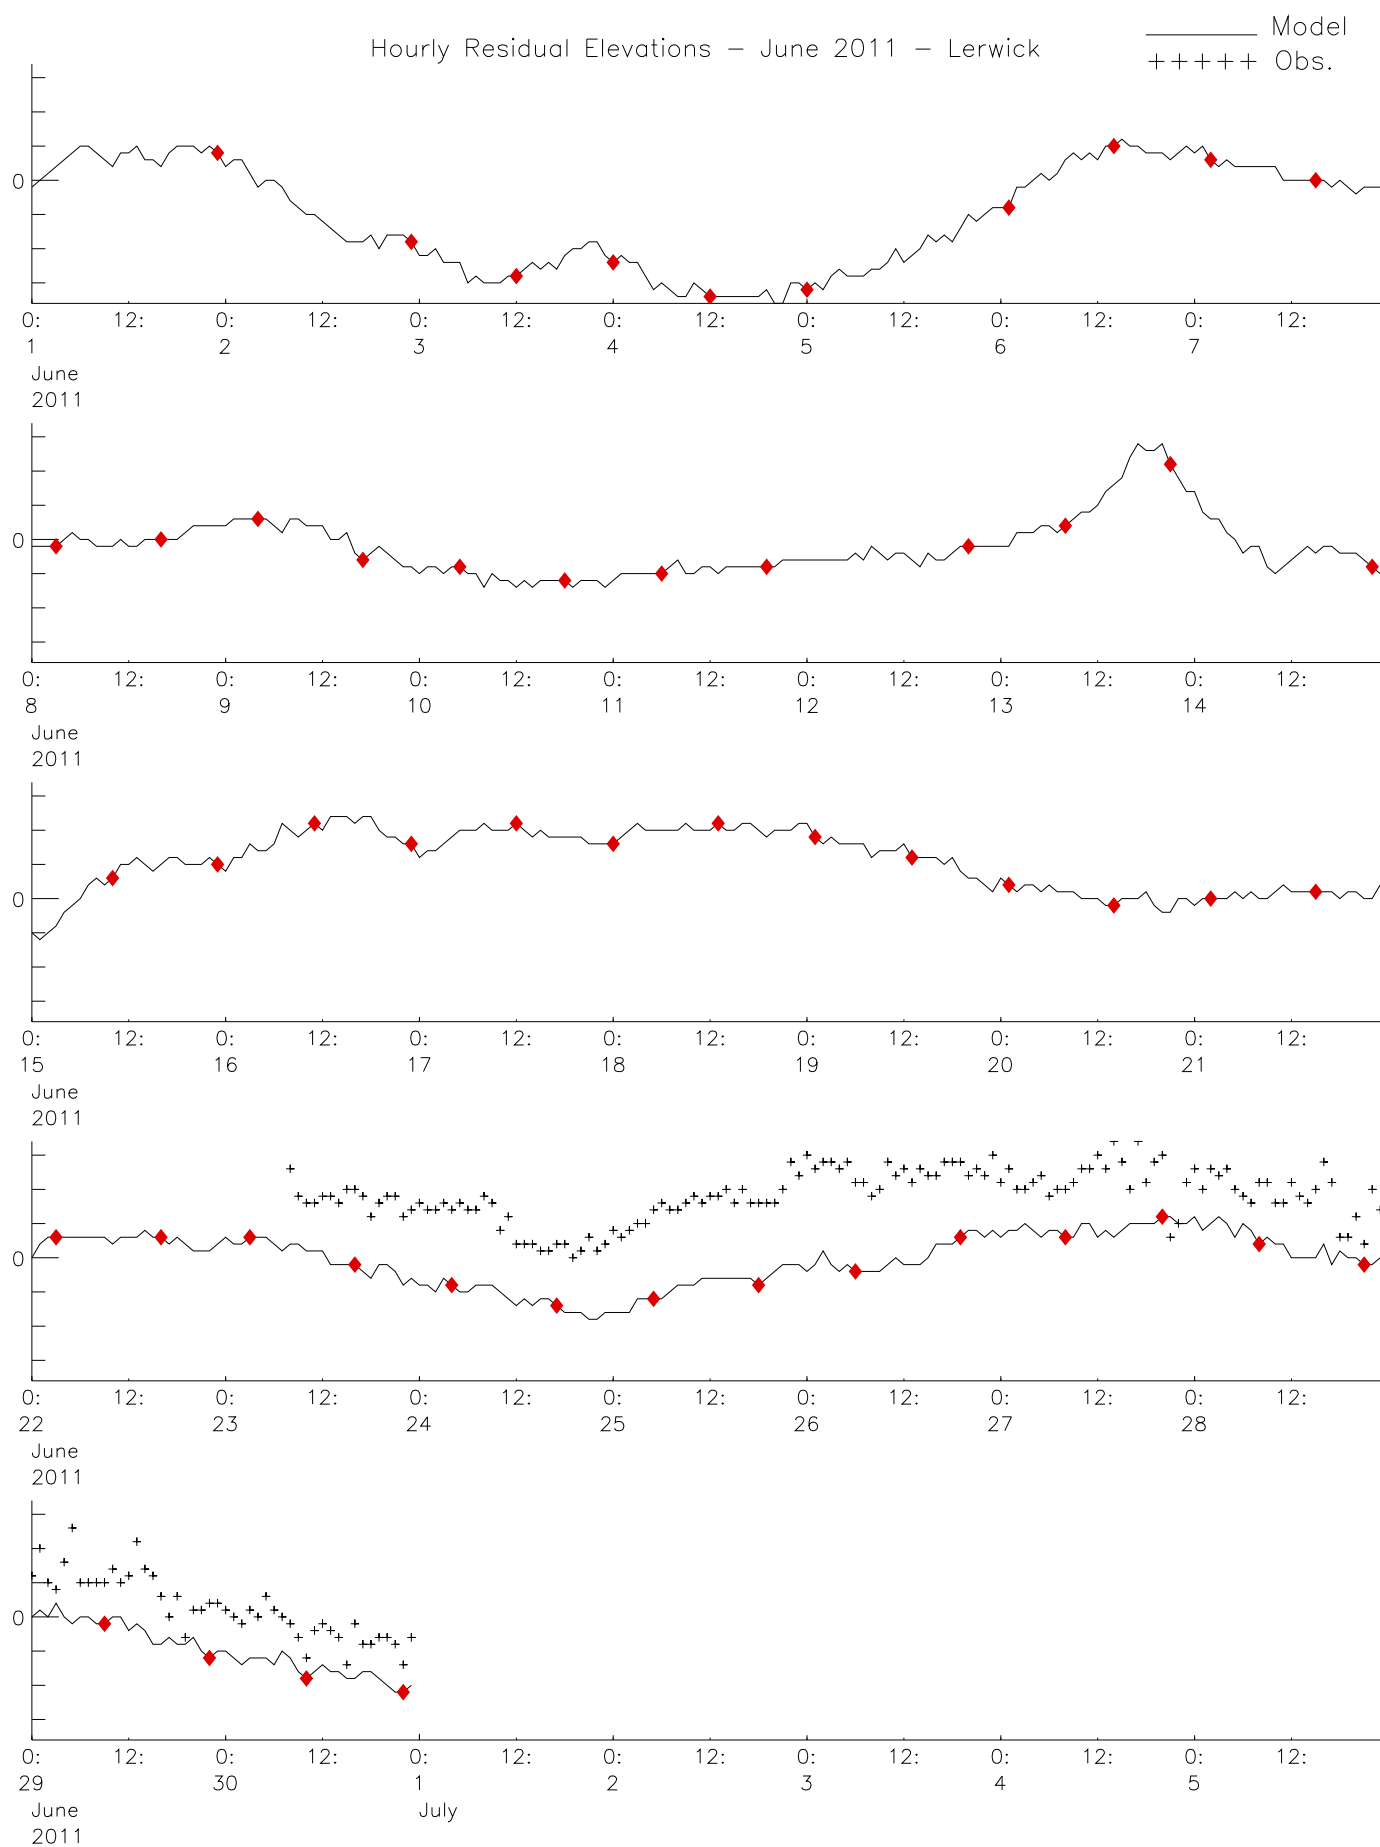 Hourly Residual Elevations – June 2011 – Lerwick
Model
+++++ Obs.
0
0: 12: 0: 12: 0: 12: 0: 12: 0: 12: 0: 12: 0: 12:
1 2 3 4 5 6 7
June
2011
0
0: 12: 0: 12: 0: 12: 0: 12: 0: 12: 0: 12: 0: 12:
8 9 10 11 12 13 14
June
2011
0
0: 12: 0: 12: 0: 12: 0: 12: 0: 12: 0: 12: 0: 12:
15 16 17 18 19 20 21
June
2011
0
0: 12: 0: 12: 0: 12: 0: 12: 0: 12: 0: 12: 0: 12:
22 23 24 25 26 27 28
June
2011
0
0: 12: 0: 12: 0: 12: 0: 12: 0: 12: 0: 12: 0: 12:
29 30 1 2 3 4 5
June July
2011